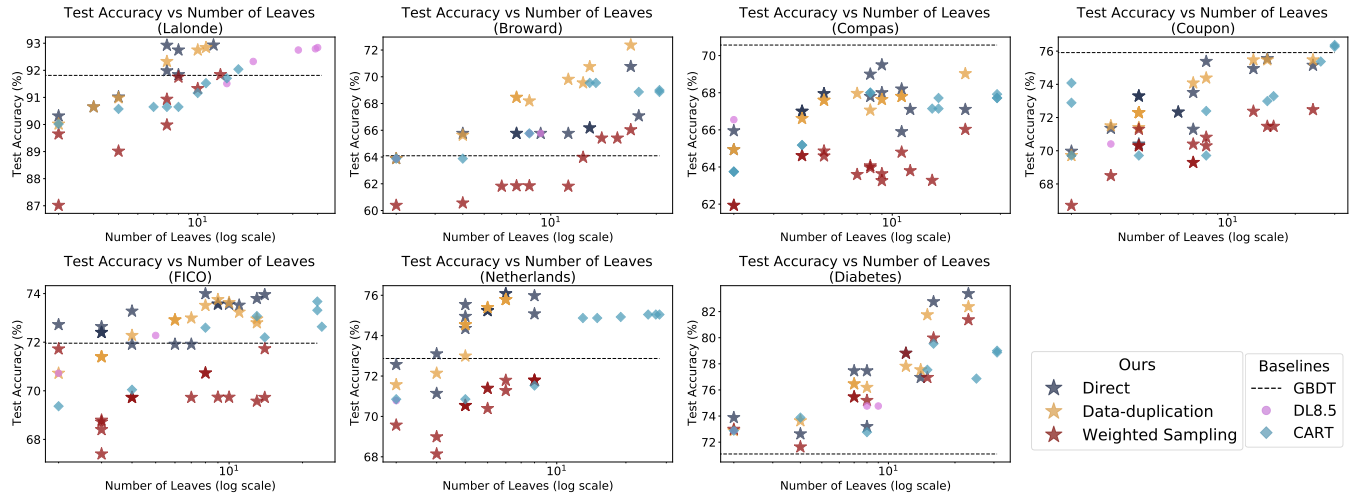 Test Accuracy vs Number of Leaves
(Lalonde)
Test Accuracy (%)
93
92
91
90
89
88
87
10¹
Number of Leaves (log scale)
Test Accuracy vs Number of Leaves
(Broward)
Test Accuracy (%)
72
70
68
66
64
62
60
10¹
Number of Leaves (log scale)
Test Accuracy vs Number of Leaves
(Compas)
Test Accuracy (%)
70
68
66
64
62
10¹
Number of Leaves (log scale)
Test Accuracy vs Number of Leaves
(Coupon)
Test Accuracy (%)
76
74
72
70
68
10¹
Number of Leaves (log scale)
Test Accuracy vs Number of Leaves
(FICO)
Test Accuracy (%)
74
72
70
68
10¹
Number of Leaves (log scale)
Test Accuracy vs Number of Leaves
(Netherlands)
Test Accuracy (%)
76
74
72
70
68
10¹
Number of Leaves (log scale)
Test Accuracy vs Number of Leaves
(Diabetes)
Test Accuracy (%)
82
80
78
76
74
72
10¹
Number of Leaves (log scale)
Ours
Direct
Data-duplication
Weighted Sampling
Baselines
GBDT
DL8.5
CART